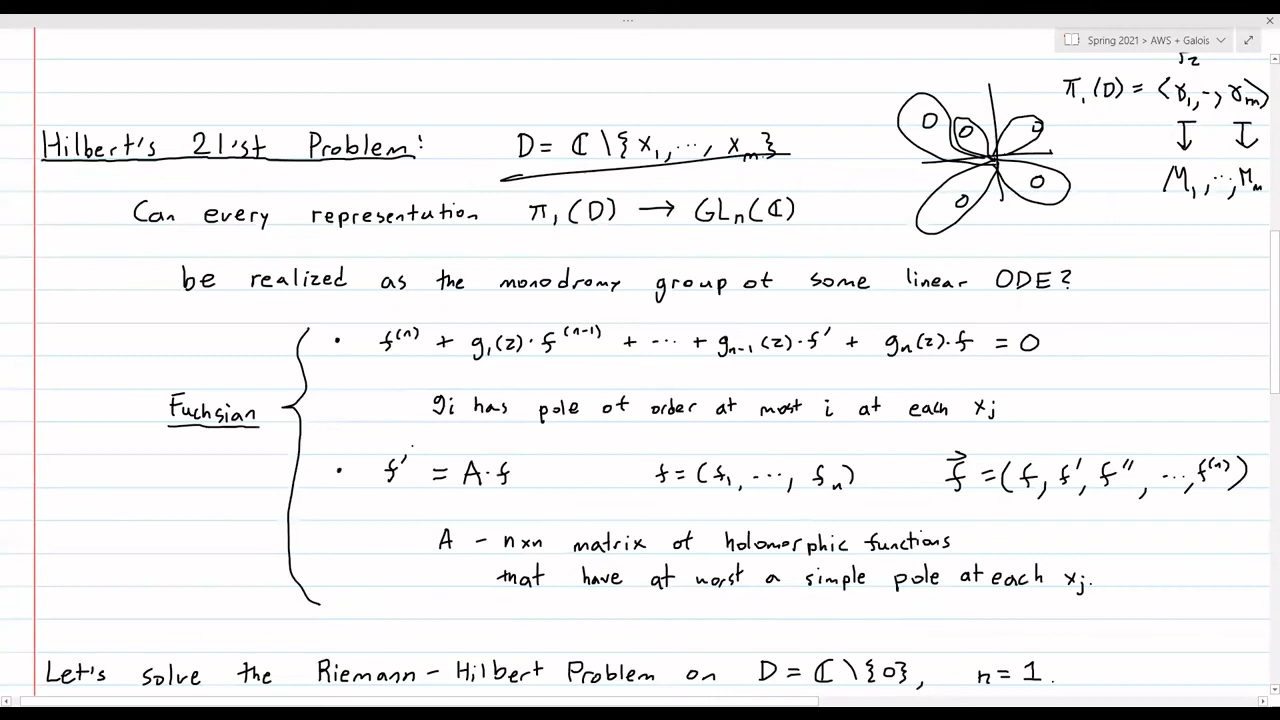 Spring 2021 > AWS + Galois
π₁(D) = ⟨γ₁, ⋯, γₘ⟩
↧ ↧
M₁, ⋯, Mₘ
Hilbert's 21'st Problem: D = ℂ \ {x₁, ⋯, xₘ}
Can every representation π₁(D) → GLₙ(ℂ)
be realized as the monodromy group of some linear ODE?
Fuchsian
• f⁽ⁿ⁾ + g₁(z)·f⁽ⁿ⁻¹⁾ + ⋯ + gₙ₋₁(z)·f′ + gₙ(z)·f = 0
gᵢ has pole of order at most i at each xⱼ
• f′ = A·f f = (f₁, ⋯, fₙ) f⃗ = (f, f′, f″, ⋯, f⁽ⁿ⁾)
A - n×n matrix of holomorphic functions
that have at worst a simple pole at each xⱼ.
Let's solve the Riemann-Hilbert Problem on D = ℂ \ {0}, n = 1.